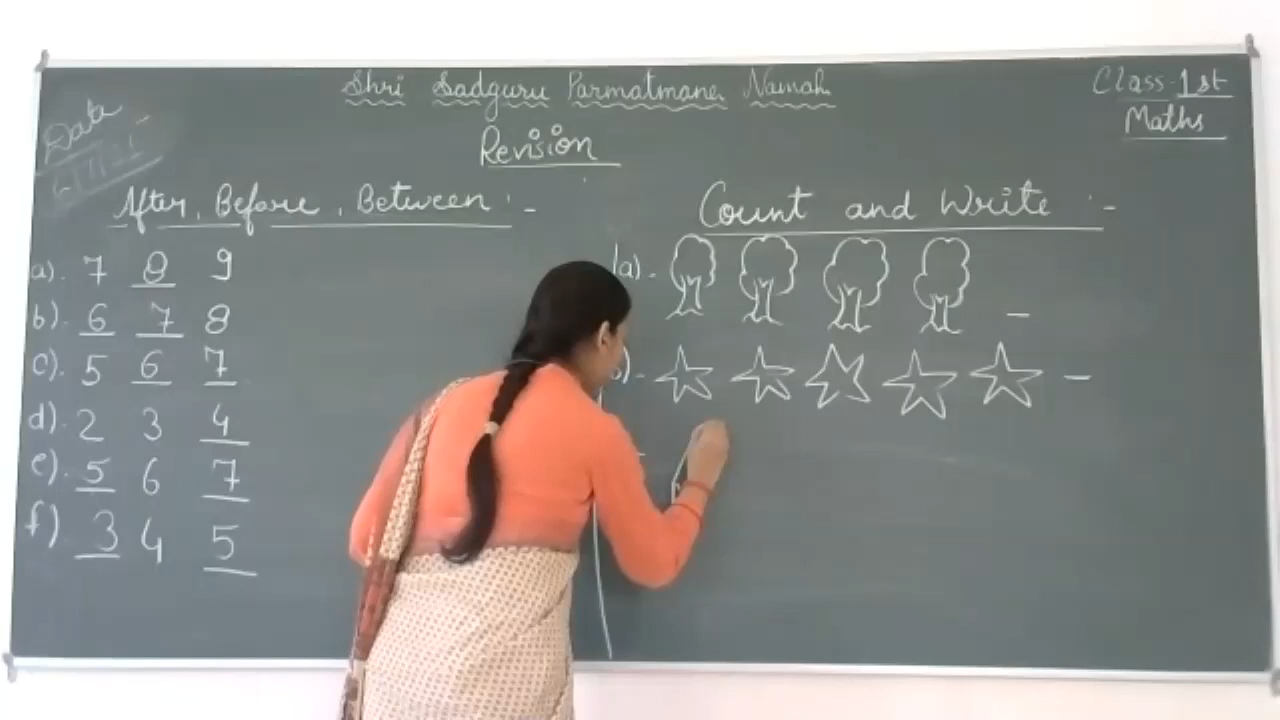 Shri Sadguru Parmatmane Namah
Class-1st
Maths
Date
Revision
After, Before, Between :-
a). 7 8 9
b). 6 7 8
c). 5 6 7
d). 2 3 4
e). 5 6 7
f) 3 4 5
Count and Write :-
(a) - -
b) - -